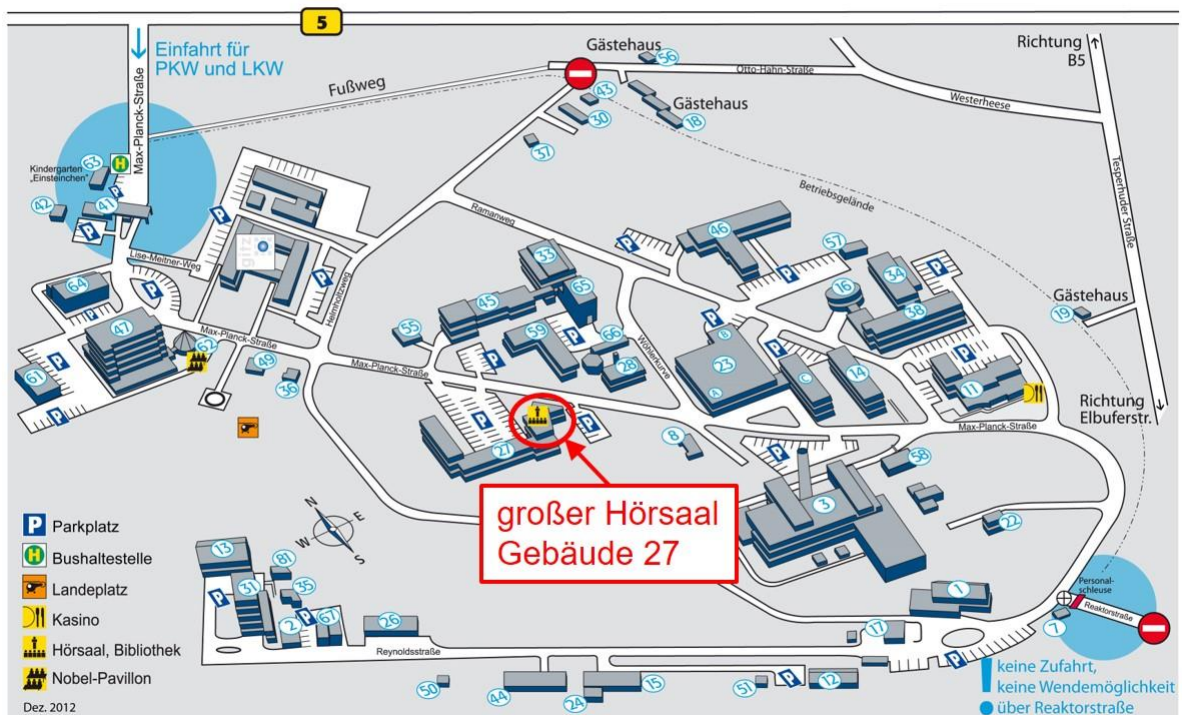 5
Einfahrt für
PKW und LKW
Max-Planck-Straße
Fußweg
Gästehaus
56
Otto-Hahn-Straße
Richtung
B5
Westerheese
Tesperhuder Straße
43
30
Gästehaus
18
37
63
H
Kindergarten
„Einsteinchen"
P
42
41
P
P
Lise-Meitner-Weg
gitz
P
Helmholtzweg
Ramanweg
Betriebsgelände
46
P
57
33
P
34
P
64
P
P
45
65
16
38
Gästehaus
19
47
Max-Planck-Straße
55
59
P
66
P
B
62
49
P
28
Wöhlerkurve
23
C
14
P
11
61
P
36
Max-Planck-Straße
A
Richtung
Elbuferstr.
P
P
8
Max-Planck-Straße
27
P
58
großer Hörsaal
Gebäude 27
3
22
N
E
W
S
P Parkplatz
H Bushaltestelle
Landeplatz
Kasino
Hörsaal, Bibliothek
Nobel-Pavillon
Dez. 2012
13
81
31
35
P
2
P
67
26
Reynoldsstraße
1
17
Personal-
schleuse
Reaktorstraße
7
P
50
44
24
15
51
P
12
keine Zufahrt,
keine Wendemöglichkeit
über Reaktorstraße